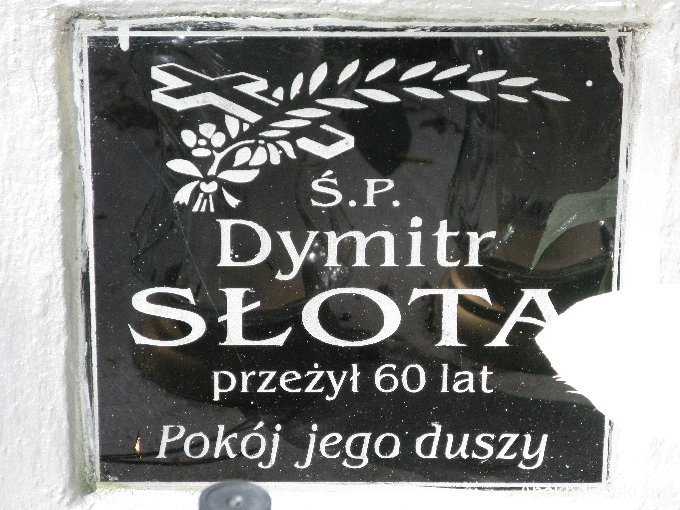 Ś.P.
Dymitr
SŁOTA
przeżył 60 lat
Pokój jego duszy